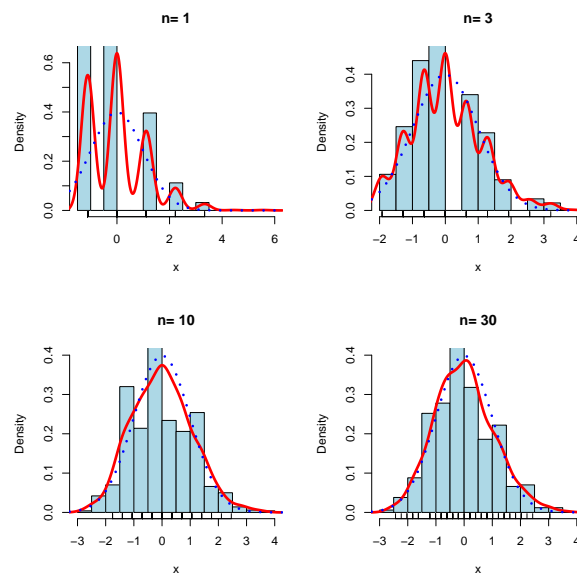 n= 1
Density
0.0 0.2 0.4 0.6
0 2 4 6
x
n= 3
Density
0.0 0.1 0.2 0.3 0.4
-2 -1 0 1 2 3 4
x
n= 10
Density
0.0 0.1 0.2 0.3 0.4
-3 -2 -1 0 1 2 3 4
x
n= 30
Density
0.0 0.1 0.2 0.3 0.4
-3 -2 -1 0 1 2 3 4
x